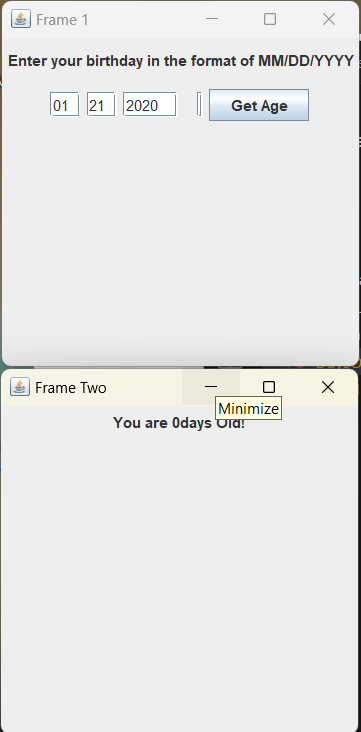 Frame 1
Enter your birthday in the format of MM/DD/YYYY
01 21 2020 Get Age
Frame Two
You are 0days Old!
Minimize